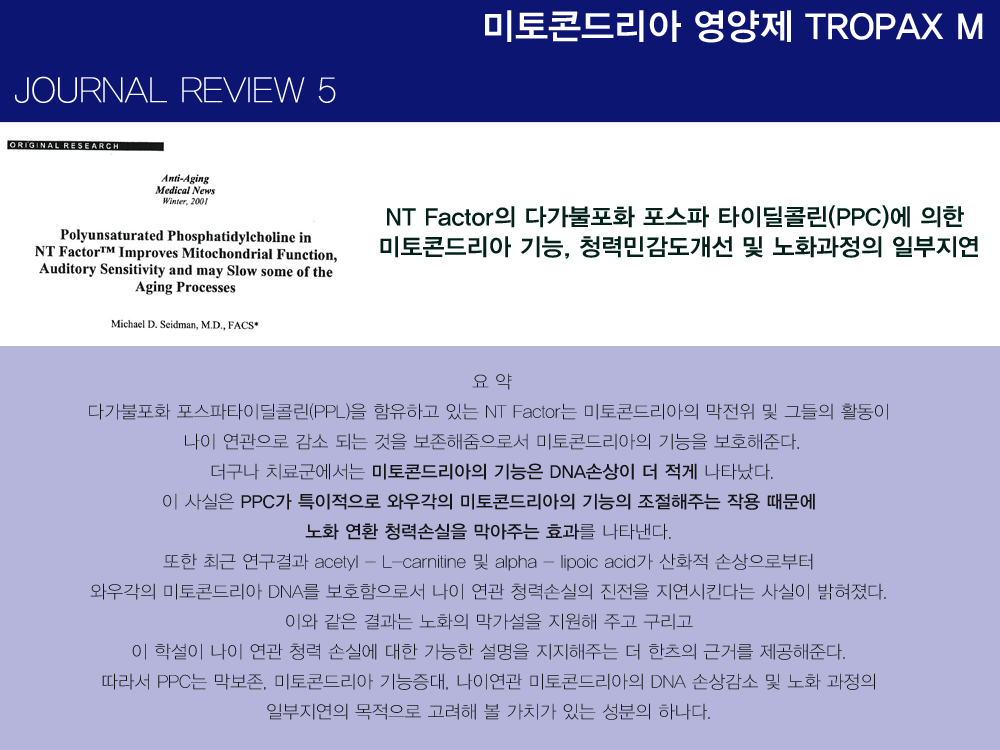 미토콘드리아 영양제 TROPAX M
JOURNAL REVIEW 5
ORIGINAL RESEARCH
Anti-Aging
Medical News
Winter, 2001
Polyunsaturated Phosphatidylcholine in
NT Factor™ Improves Mitochondrial Function,
Auditory Sensitivity and may Slow some of the
Aging Processes
Michael D. Seidman, M.D., FACS*
NT Factor의 다가불포화 포스파 타이딜콜린(PPC)에 의한
미토콘드리아 기능, 청력민감도개선 및 노화과정의 일부지연
요 약
다가불포화 포스파타이딜콜린(PPL)을 함유하고 있는 NT Factor는 미토콘드리아의 막전위 및 그들의 활동이
나이 연관으로 감소 되는 것을 보존해줌으로서 미토콘드리아의 기능을 보호해준다.
더구나 치료군에서는 미토콘드리아의 기능은 DNA손상이 더 적게 나타났다.
이 사실은 PPC가 특이적으로 와우각의 미토콘드리아의 기능의 조절해주는 작용 때문에
노화 연환 청력손실을 막아주는 효과를 나타낸다.
또한 최근 연구결과 acetyl – L–carnitine 및 alpha – lipoic acid가 산화적 손상으로부터
와우각의 미토콘드리아 DNA를 보호함으로서 나이 연관 청력손실의 진전을 지연시킨다는 사실이 밝혀졌다.
이와 같은 결과는 노화의 막가설을 지원해 주고 구리고
이 학설이 나이 연관 청력 손실에 대한 가능한 설명을 지지해주는 더 한츠의 근거를 제공해준다.
따라서 PPC는 막보존, 미토콘드리아 기능증대, 나이연관 미토콘드리아의 DNA 손상감소 및 노화 과정의
일부지연의 목적으로 고려해 볼 가치가 있는 성분의 하나다.